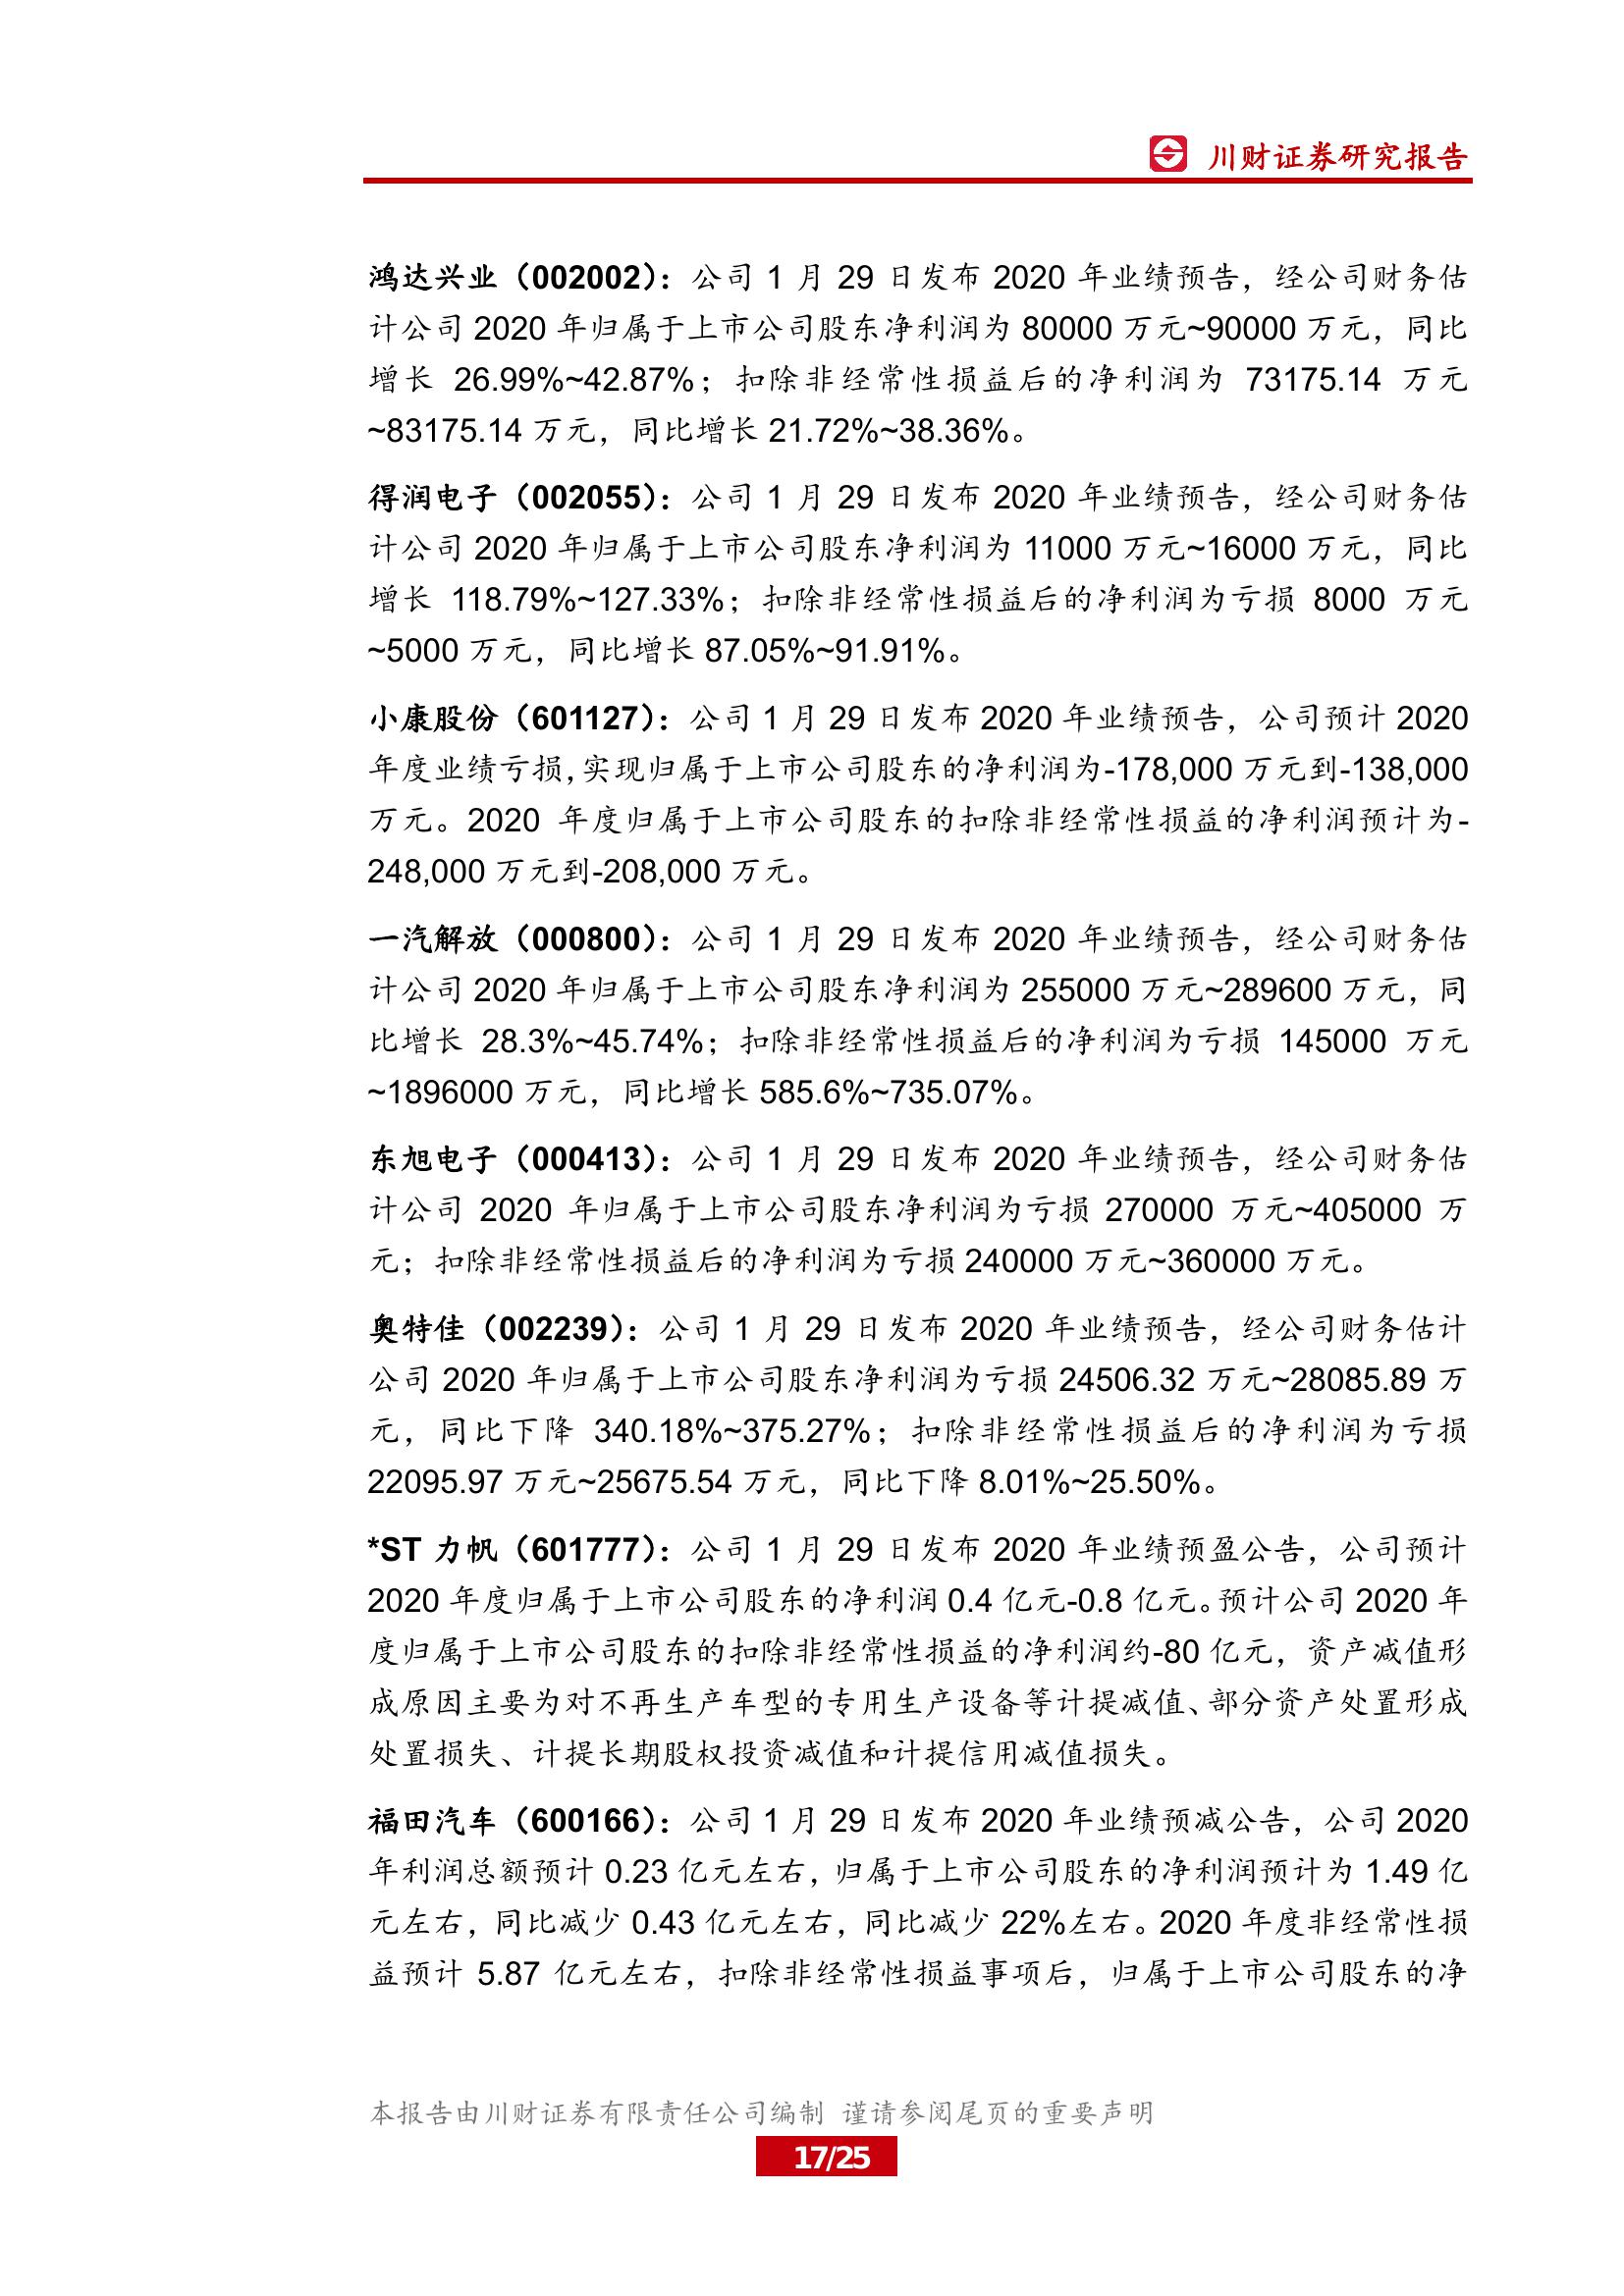 川财证券研究报告
鸿达兴业（002002）：公司 1 月 29 日发布 2020 年业绩预告，经公司财务估
计公司 2020 年归属于上市公司股东净利润为 80000 万元~90000 万元，同比
增长 26.99%~42.87%；扣除非经常性损益后的净利润为 73175.14 万元
~83175.14 万元，同比增长 21.72%~38.36%。
得润电子（002055）：公司 1 月 29 日发布 2020 年业绩预告，经公司财务估
计公司 2020 年归属于上市公司股东净利润为 11000 万元~16000 万元，同比
增长 118.79%~127.33%；扣除非经常性损益后的净利润为亏损 8000 万元
~5000 万元，同比增长 87.05%~91.91%。
小康股份（601127）：公司 1 月 29 日发布 2020 年业绩预告，公司预计 2020
年度业绩亏损，实现归属于上市公司股东的净利润为-178,000 万元到-138,000
万元。2020 年度归属于上市公司股东的扣除非经常性损益的净利润预计为-
248,000 万元到-208,000 万元。
一汽解放（000800）：公司 1 月 29 日发布 2020 年业绩预告，经公司财务估
计公司 2020 年归属于上市公司股东净利润为 255000 万元~289600 万元，同
比增长 28.3%~45.74%；扣除非经常性损益后的净利润为亏损 145000 万元
~1896000 万元，同比增长 585.6%~735.07%。
东旭电子（000413）：公司 1 月 29 日发布 2020 年业绩预告，经公司财务估
计公司 2020 年归属于上市公司股东净利润为亏损 270000 万元~405000 万
元；扣除非经常性损益后的净利润为亏损 240000 万元~360000 万元。
奥特佳（002239）：公司 1 月 29 日发布 2020 年业绩预告，经公司财务估计
公司 2020 年归属于上市公司股东净利润为亏损 24506.32 万元~28085.89 万
元，同比下降 340.18%~375.27%；扣除非经常性损益后的净利润为亏损
22095.97 万元~25675.54 万元，同比下降 8.01%~25.50%。
*ST 力帆（601777）：公司 1 月 29 日发布 2020 年业绩预盈公告，公司预计
2020 年度归属于上市公司股东的净利润 0.4 亿元-0.8 亿元。预计公司 2020 年
度归属于上市公司股东的扣除非经常性损益的净利润约-80 亿元，资产减值形
成原因主要为对不再生产车型的专用生产设备等计提减值、部分资产处置形成
处置损失、计提长期股权投资减值和计提信用减值损失。
福田汽车（600166）：公司 1 月 29 日发布 2020 年业绩预减公告，公司 2020
年利润总额预计 0.23 亿元左右，归属于上市公司股东的净利润预计为 1.49 亿
元左右，同比减少 0.43 亿元左右，同比减少 22%左右。2020 年度非经常性损
益预计 5.87 亿元左右，扣除非经常性损益事项后，归属于上市公司股东的净
本报告由川财证券有限责任公司编制 谨请参阅尾页的重要声明
17/25